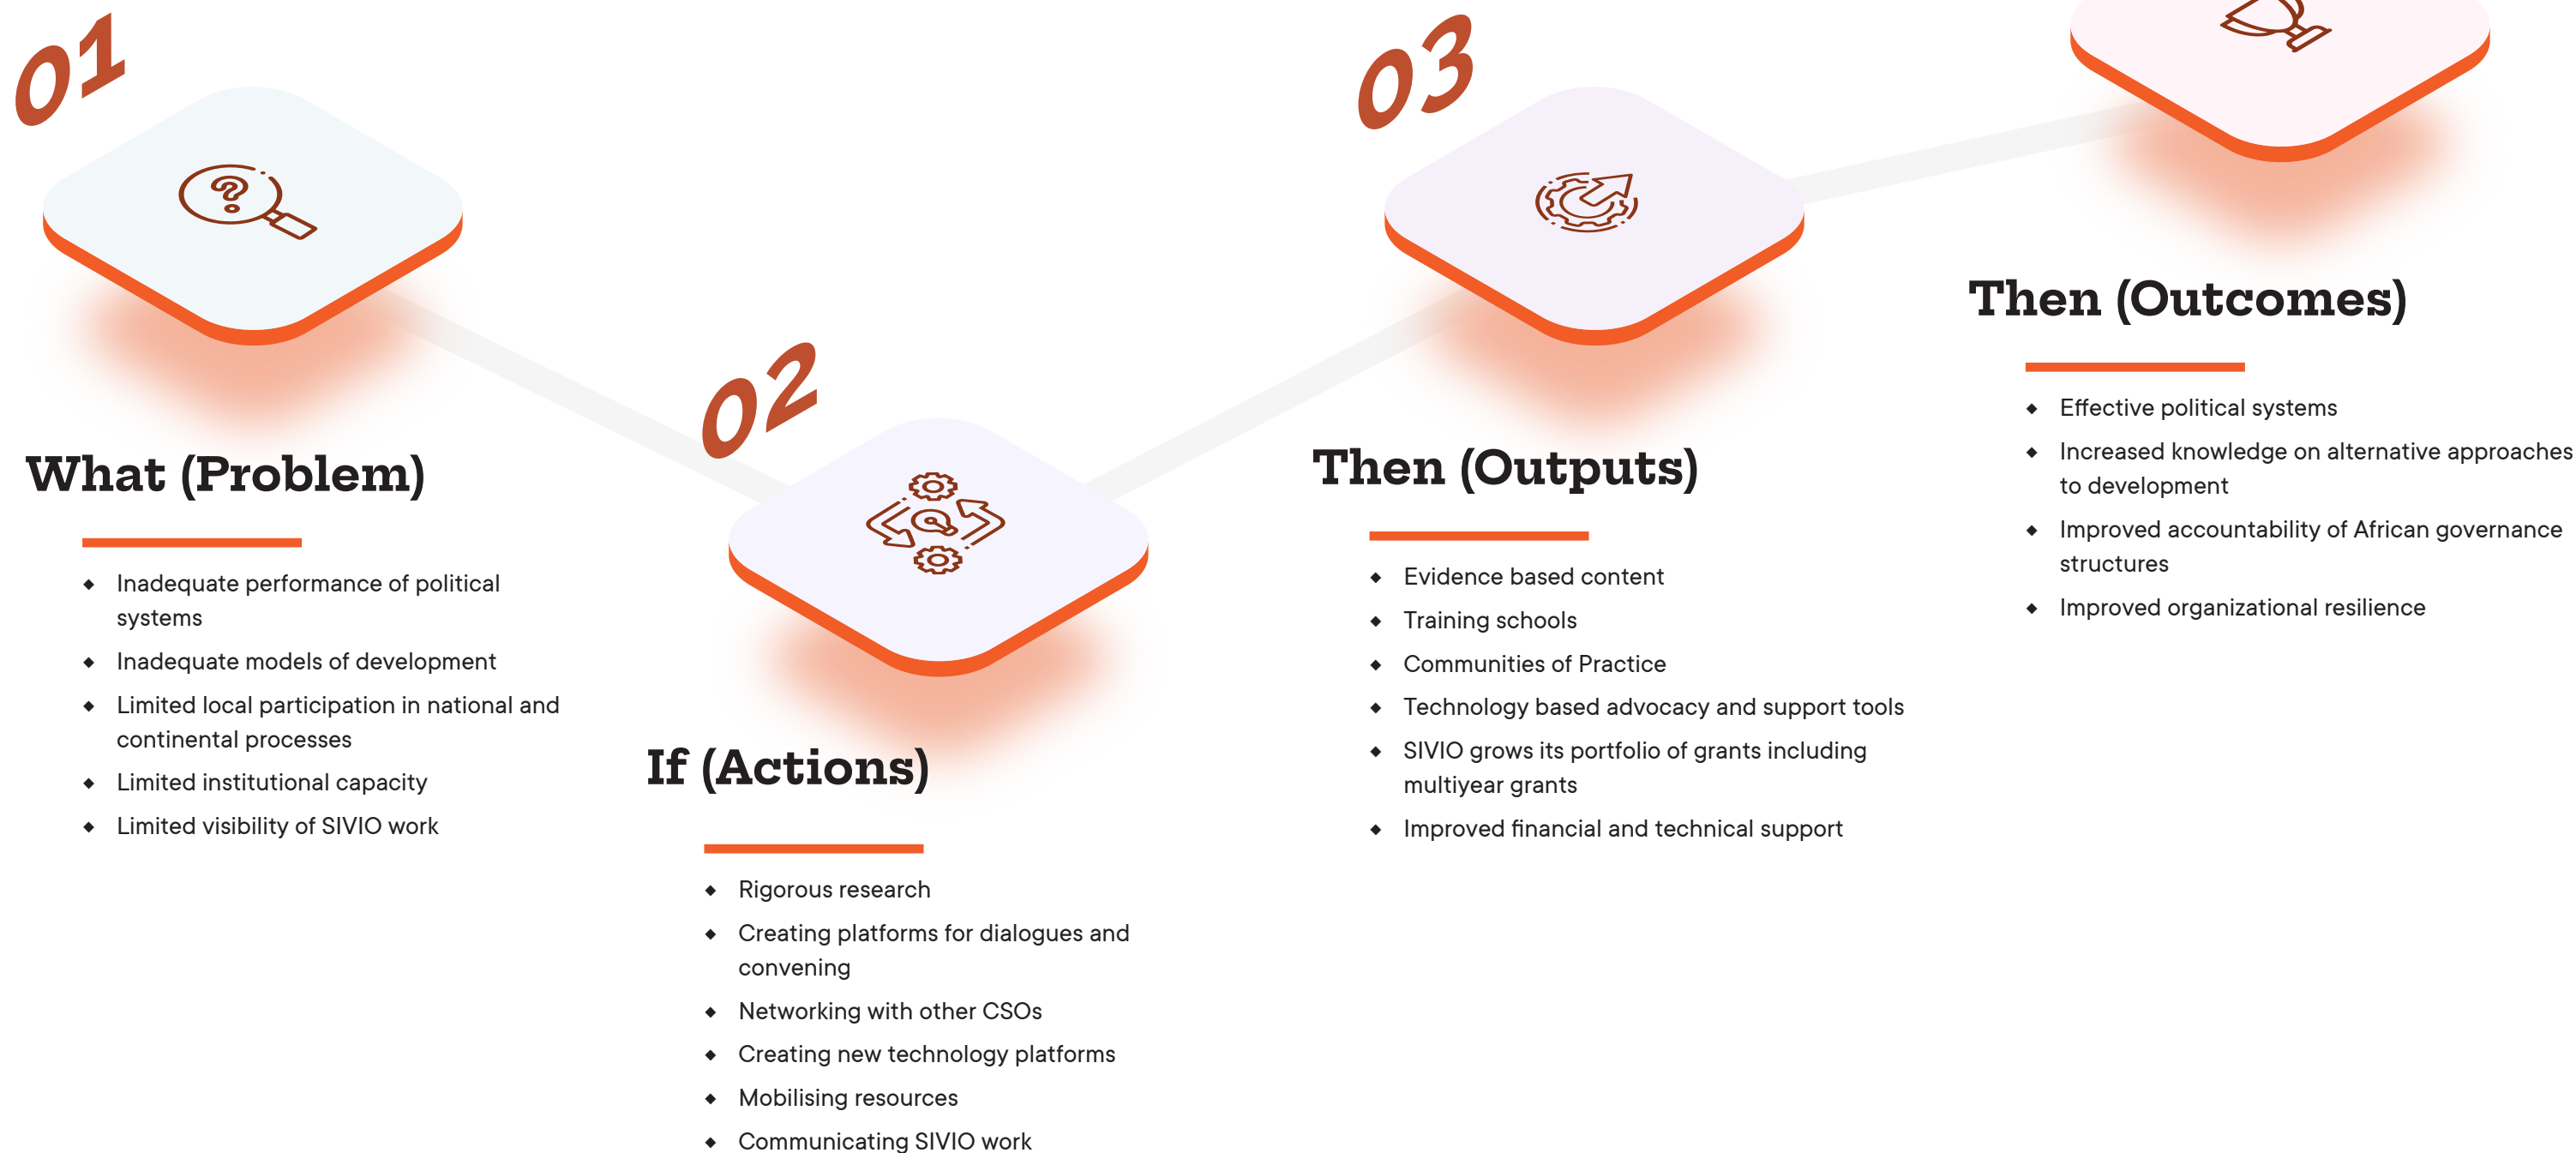 01
What (Problem)
Inadequate performance of political
systems
Inadequate models of development
Limited local participation in national and
continental processes
Limited institutional capacity
Limited visibility of SIVIO work
02
If (Actions)
Rigorous research
Creating platforms for dialogues and
convening
Networking with other CSOs
Creating new technology platforms
Mobilising resources
Communicating SIVIO work
03
Then (Outputs)
Evidence based content
Training schools
Communities of Practice
Technology based advocacy and support tools
SIVIO grows its portfolio of grants including
multiyear grants
Improved financial and technical support
Then (Outcomes)
Effective political systems
Increased knowledge on alternative approaches
to development
Improved accountability of African governance
structures
Improved organizational resilience